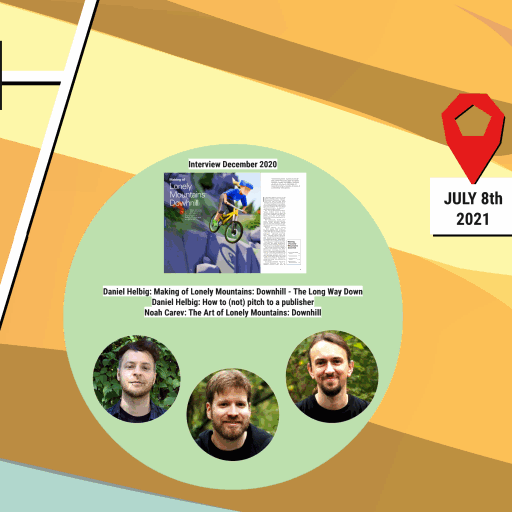 Interview December 2020
Making of
Lonely
Mountains:
Downhill
JULY 8th
2021
Daniel Helbig: Making of Lonely Mountains: Downhill - The Long Way Down
Daniel Helbig: How to (not) pitch to a publisher
Noah Carev: The Art of Lonely Mountains: Downhill